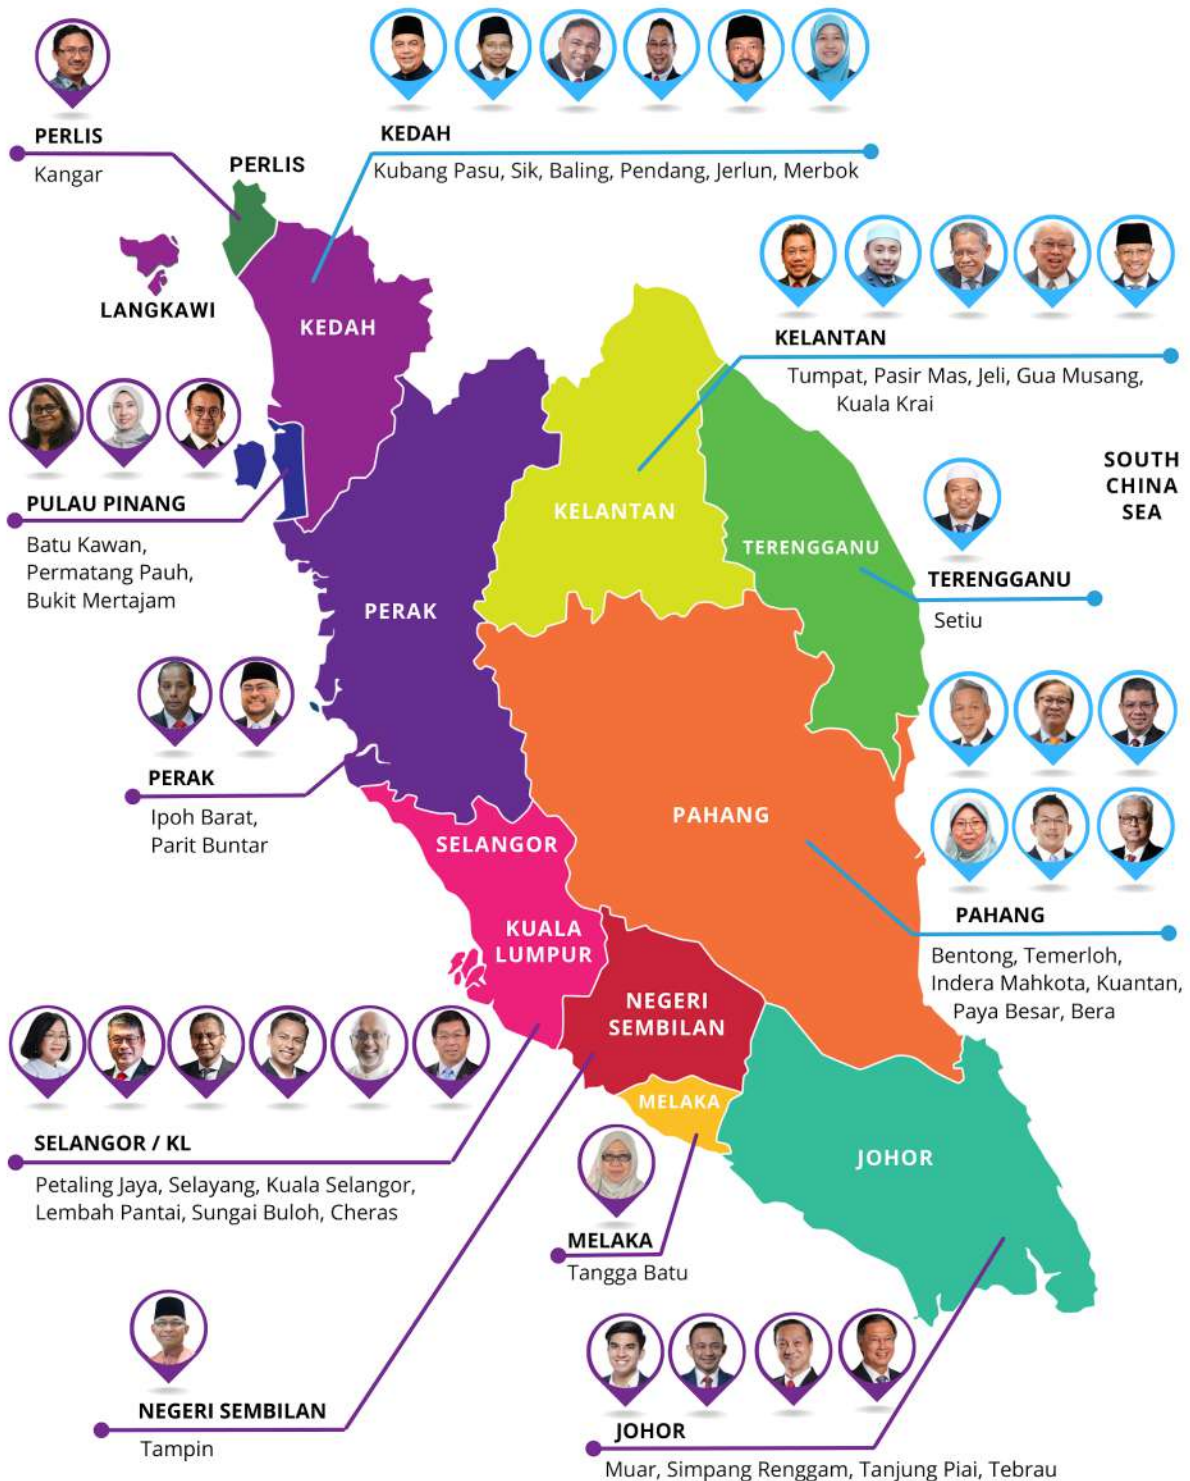 PERLIS
Kangar
KEDAH
Kubang Pasu, Sik, Baling, Pendang, Jerlun, Merbok
PERLIS
LANGKAWI
KEDAH
KELANTAN
Tumpat, Pasir Mas, Jeli, Gua Musang,
Kuala Krai
PULAU PINANG
Batu Kawan,
Permatang Pauh,
Bukit Mertajam
KELANTAN
SOUTH
CHINA
SEA
TERENGGANU
TERENGGANU
Setiu
PERAK
PERAK
Ipoh Barat,
Parit Buntar
PAHANG
SELANGOR
KUALA
LUMPUR
PAHANG
Bentong, Temerloh,
Indera Mahkota, Kuantan,
Paya Besar, Bera
NEGERI
SEMBILAN
MELAKA
JOHOR
SELANGOR / KL
Petaling Jaya, Selayang, Kuala Selangor,
Lembah Pantai, Sungai Buloh, Cheras
MELAKA
Tangga Batu
NEGERI SEMBILAN
Tampin
JOHOR
Muar, Simpang Renggam, Tanjung Piai, Tebrau